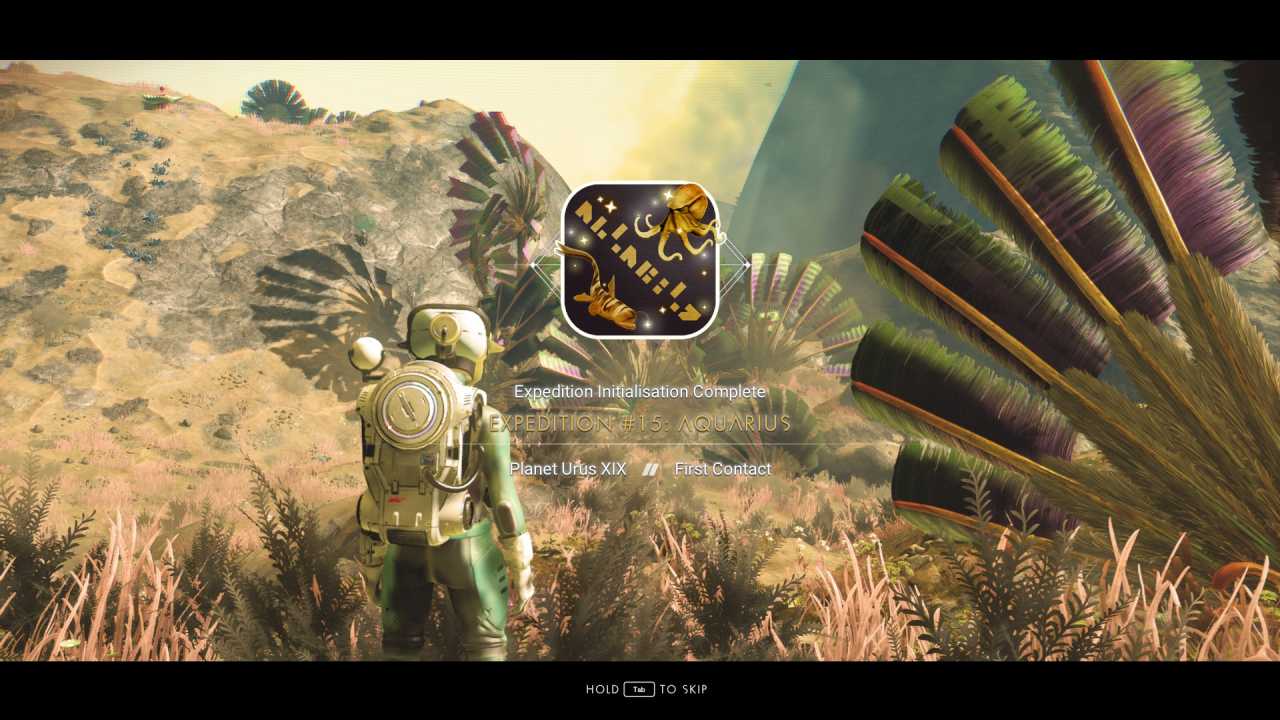 Expedition Initialisation Complete
EXPEDITION #15: AQUARIUS
Planet Urus XIX // First Contact
HOLD Tab TO SKIP